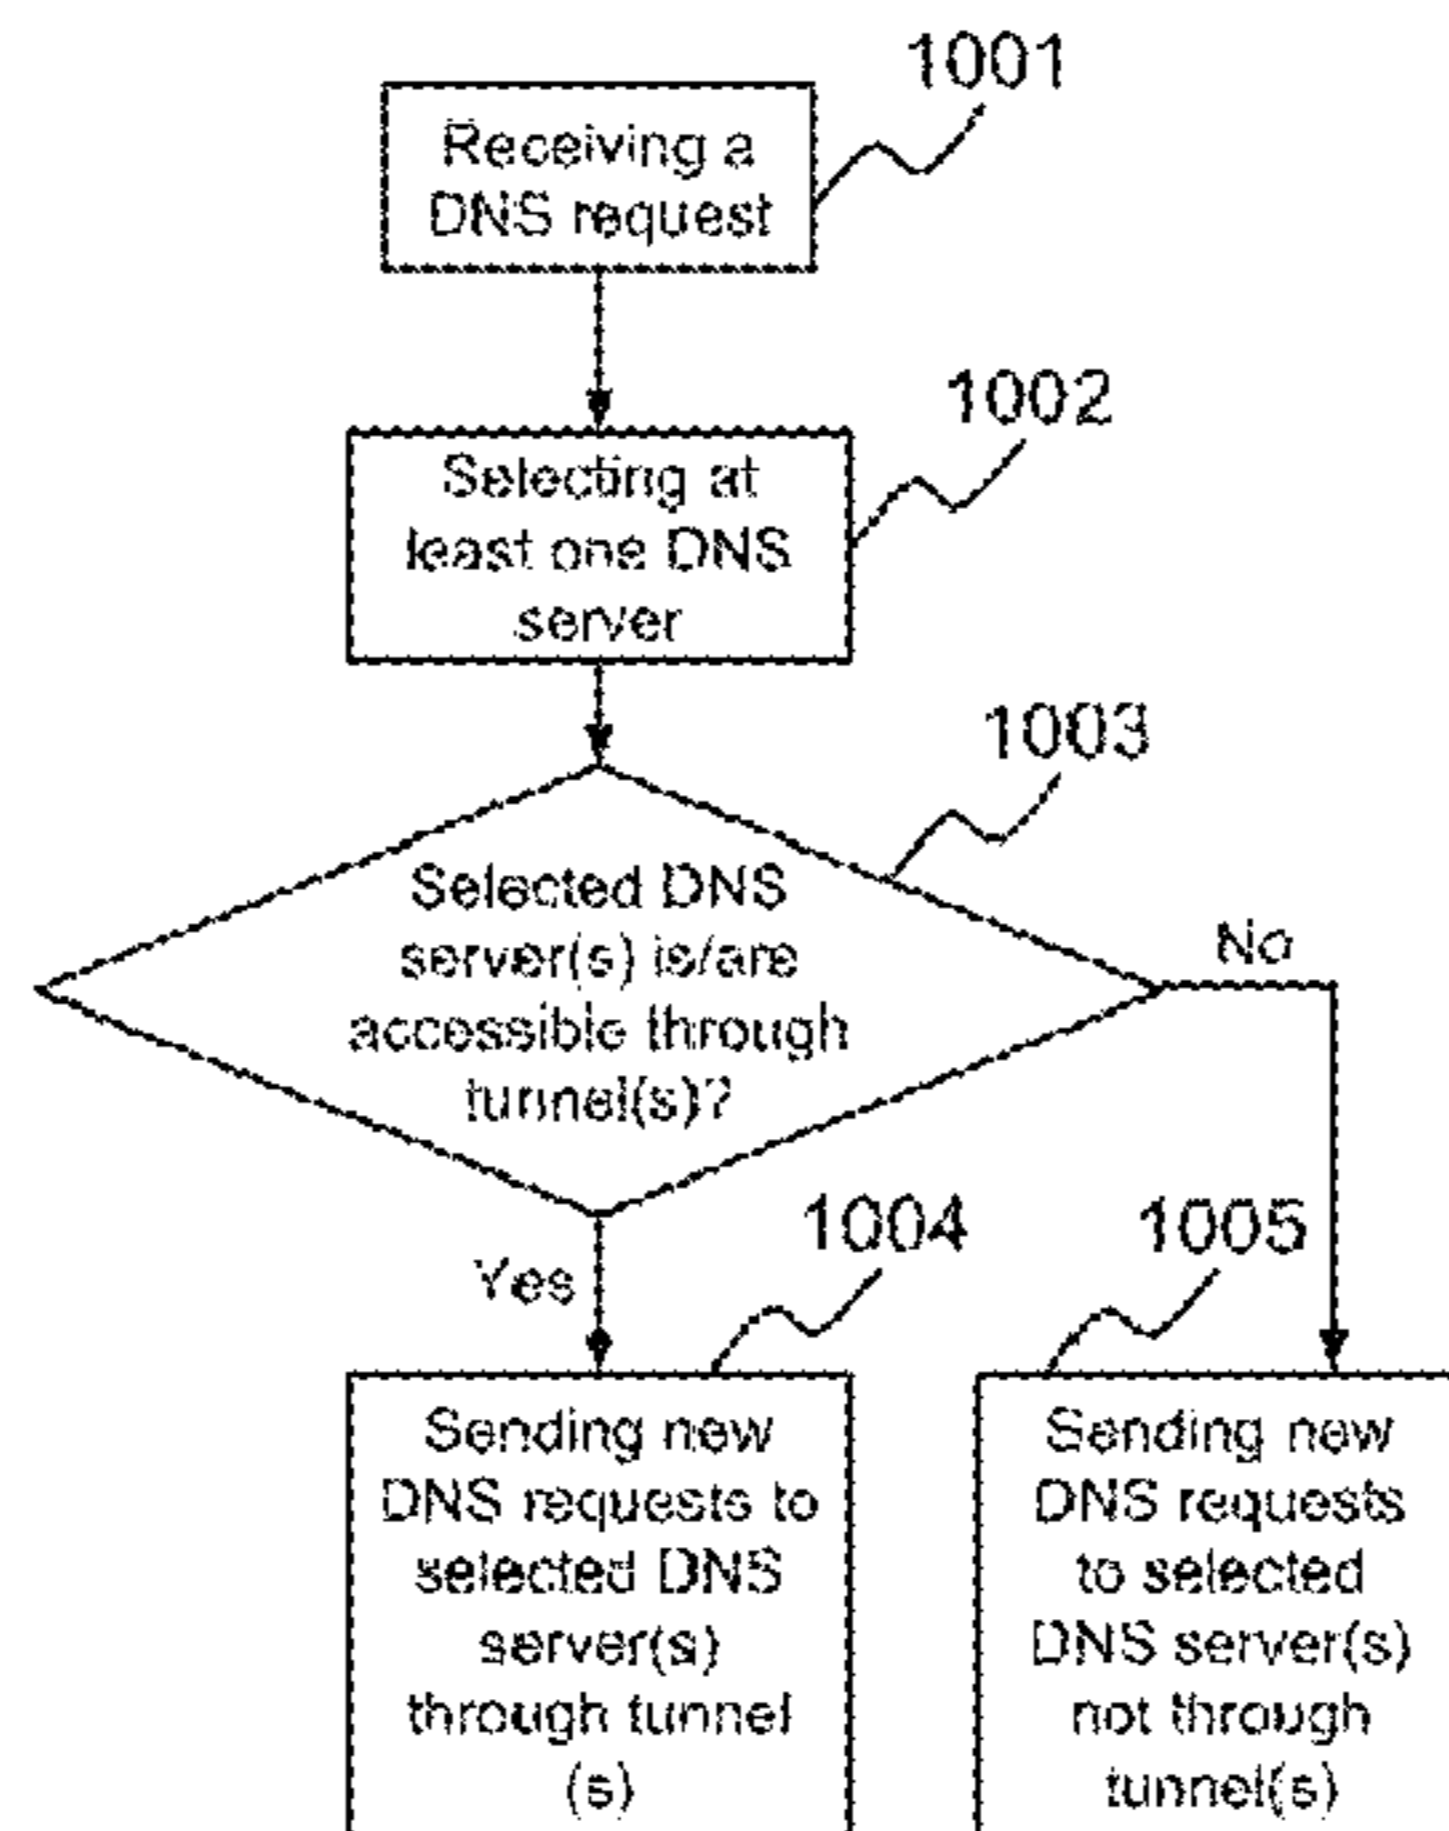 1001
Receiving a
DNS request
1002
Selecting at
least one DNS
server
1003
Selected DNS
server(s) is/are
accessible through
tunnel(s)?
No
Yes
1004
1005
Sending new
DNS requests to
selected DNS
server(s)
through tunnel
(s)
Sending new
DNS requests
to selected
DNS server(s)
not through
tunnel(s)